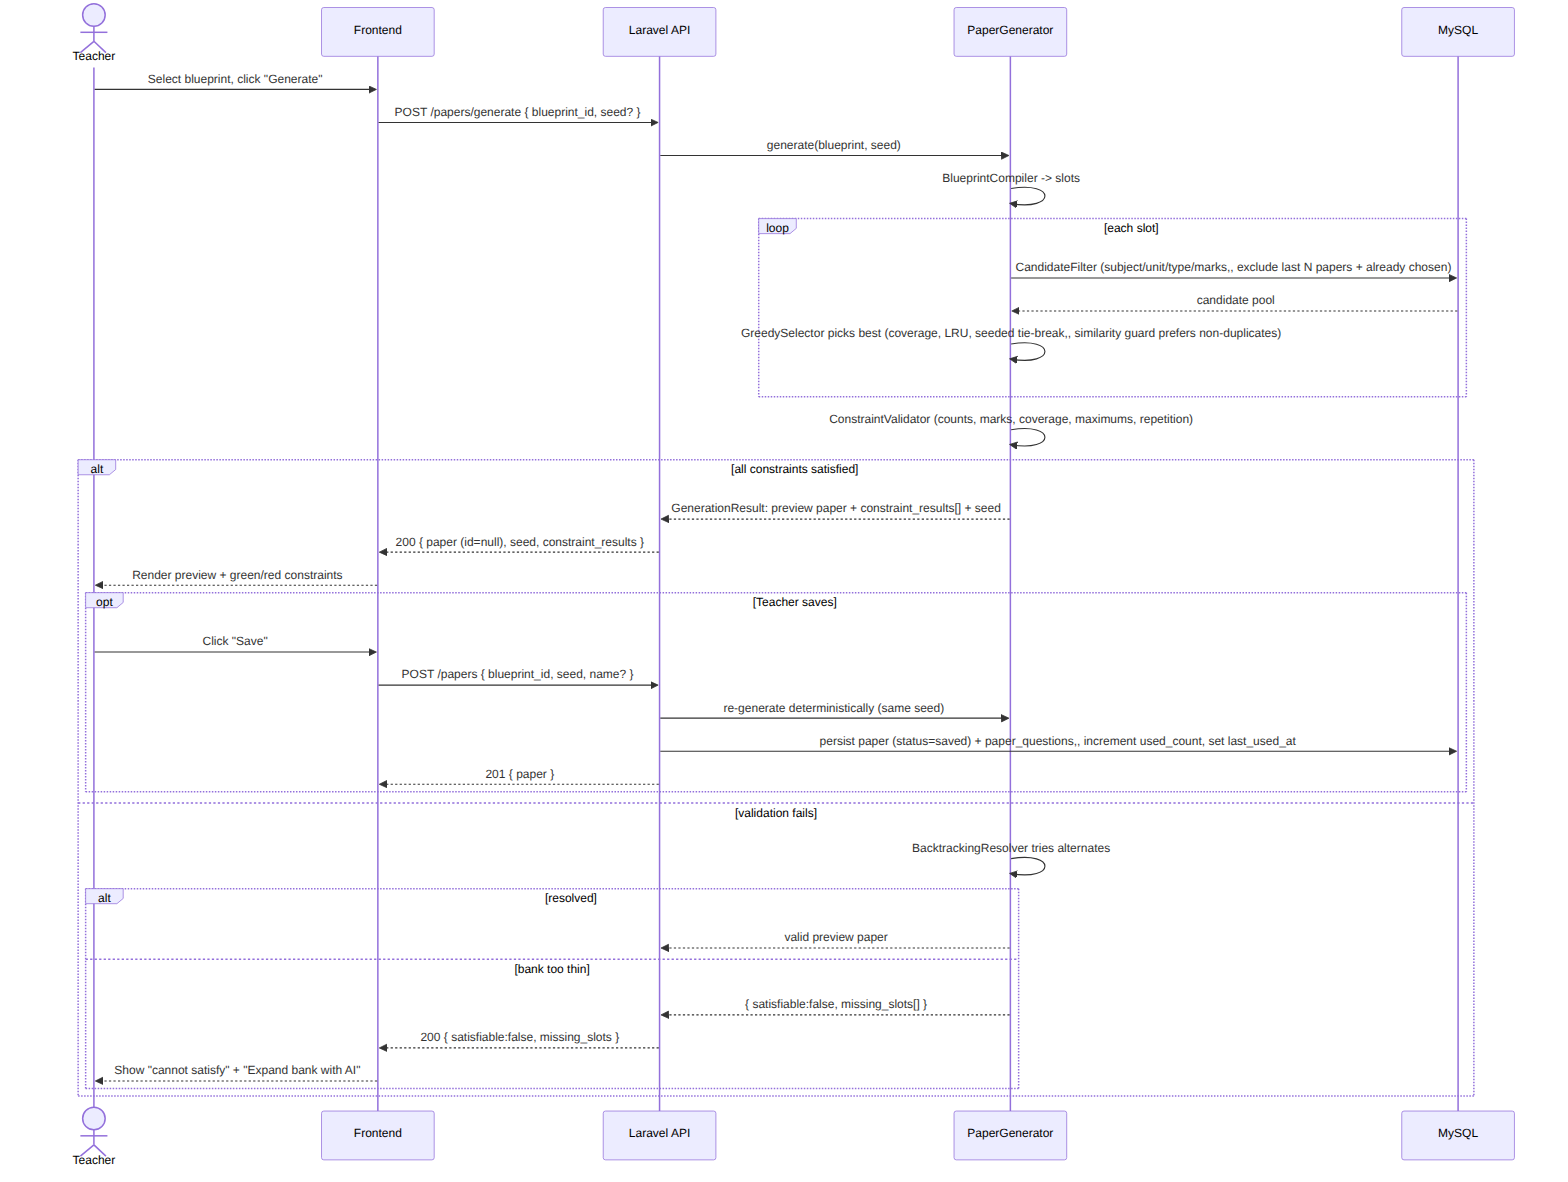 Teacher
Frontend
Laravel API
PaperGenerator
MySQL
Select blueprint, click "Generate"
POST /papers/generate { blueprint_id, seed? }
generate(blueprint, seed)
BlueprintCompiler -> slots
loop
[each slot]
CandidateFilter (subject/unit/type/marks,, exclude last N papers + already chosen)
candidate pool
GreedySelector picks best (coverage, LRU, seeded tie-break,, similarity guard prefers non-duplicates)
ConstraintValidator (counts, marks, coverage, maximums, repetition)
alt
[all constraints satisfied]
GenerationResult: preview paper + constraint_results[] + seed
200 { paper (id=null), seed, constraint_results }
Render preview + green/red constraints
opt
[Teacher saves]
Click "Save"
POST /papers { blueprint_id, seed, name? }
re-generate deterministically (same seed)
persist paper (status=saved) + paper_questions,, increment used_count, set last_used_at
201 { paper }
[validation fails]
BacktrackingResolver tries alternates
alt
[resolved]
valid preview paper
[bank too thin]
{ satisfiable:false, missing_slots[] }
200 { satisfiable:false, missing_slots }
Show "cannot satisfy" + "Expand bank with AI"
Teacher
Frontend
Laravel API
PaperGenerator
MySQL